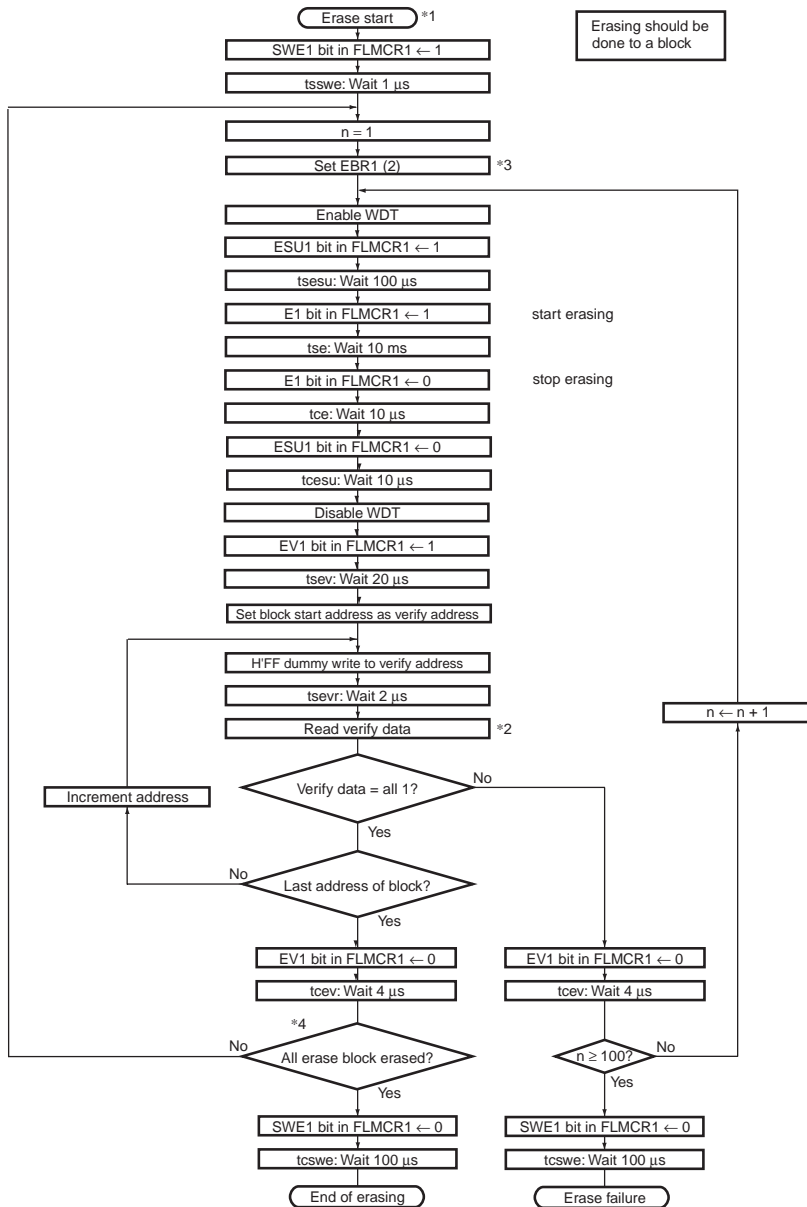 Erase start
*1
Erasing should be
done to a block
SWE1 bit in FLMCR1 ← 1
tsswe: Wait 1 µs
n = 1
Set EBR1 (2)
*3
Enable WDT
ESU1 bit in FLMCR1 ← 1
tsesu: Wait 100 µs
E1 bit in FLMCR1 ← 1
start erasing
tse: Wait 10 ms
E1 bit in FLMCR1 ← 0
stop erasing
tce: Wait 10 µs
ESU1 bit in FLMCR1 ← 0
tcesu: Wait 10 µs
Disable WDT
EV1 bit in FLMCR1 ← 1
tsev: Wait 20 µs
Set block start address as verify address
H'FF dummy write to verify address
tsevr: Wait 2 µs
Read verify data
*2
n ← n + 1
Verify data = all 1?
No
Increment address
Yes
No
Last address of block?
Yes
EV1 bit in FLMCR1 ← 0
EV1 bit in FLMCR1 ← 0
tcev: Wait 4 µs
tcev: Wait 4 µs
*4
No
All erase block erased?
n ≥ 100?
No
Yes
Yes
SWE1 bit in FLMCR1 ← 0
SWE1 bit in FLMCR1 ← 0
tcswe: Wait 100 µs
tcswe: Wait 100 µs
End of erasing
Erase failure